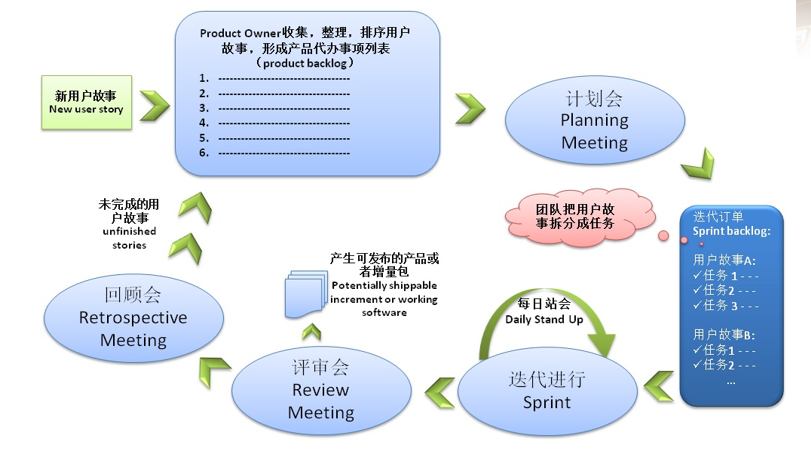 Product Owner收集，整理，排序用户
故事，形成产品代办事项列表
（product backlog）
1. --------------------------------
2. --------------------------------
3. --------------------------------
4. --------------------------------
5. --------------------------------
6. --------------------------------
新用户故事
New user story
计划会
Planning
Meeting
团队把用户故
事拆分成任务
迭代订单
Sprint backlog:
用户故事A:
✓任务 1 - - -
✓任务2 - - -
✓任务 3 - - -
用户故事B:
✓任务1 - - -
✓任务2 - - -
...
每日站会
Daily Stand Up
迭代进行
Sprint
产生可发布的产品或
者增量包
Potentially shippable
increment or working
software
评审会
Review
Meeting
回顾会
Retrospective
Meeting
未完成的用
户故事
unfinished
stories